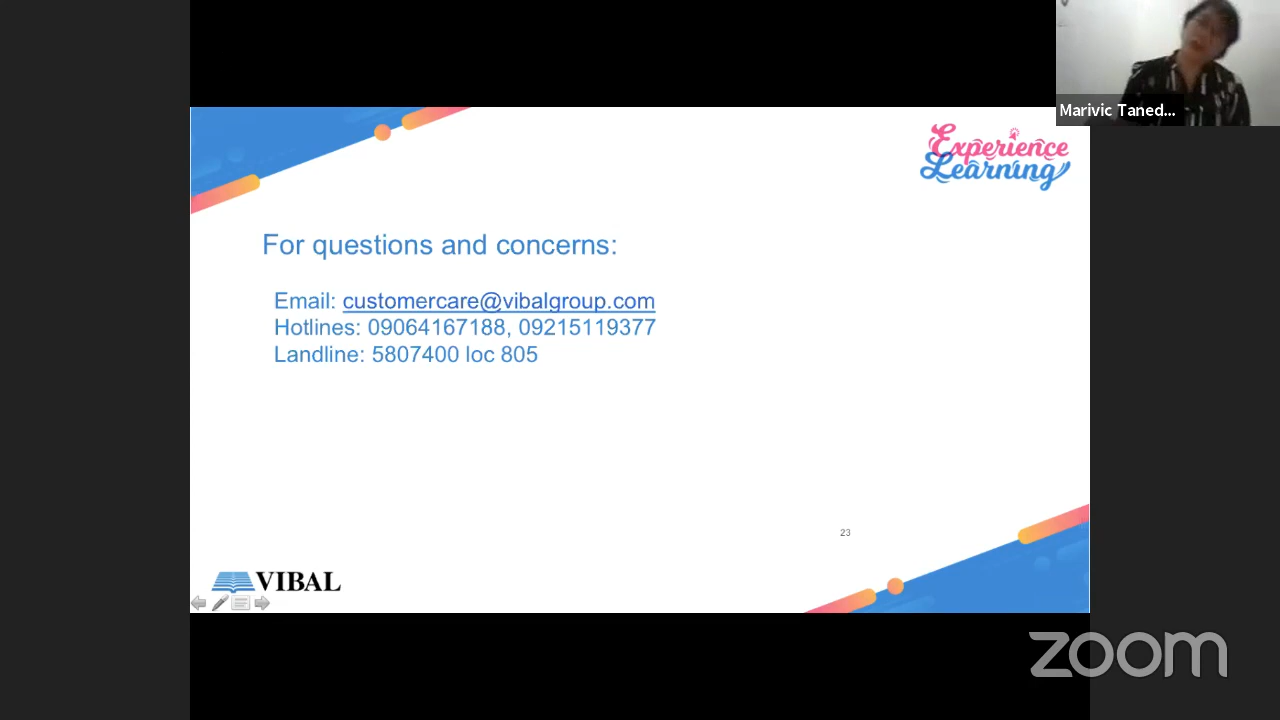 Marivic Taned...
Experience
Learning
For questions and concerns:
Email: customercare@vibalgroup.com
Hotlines: 09064167188, 09215119377
Landline: 5807400 loc 805
23
VIBAL
zoom